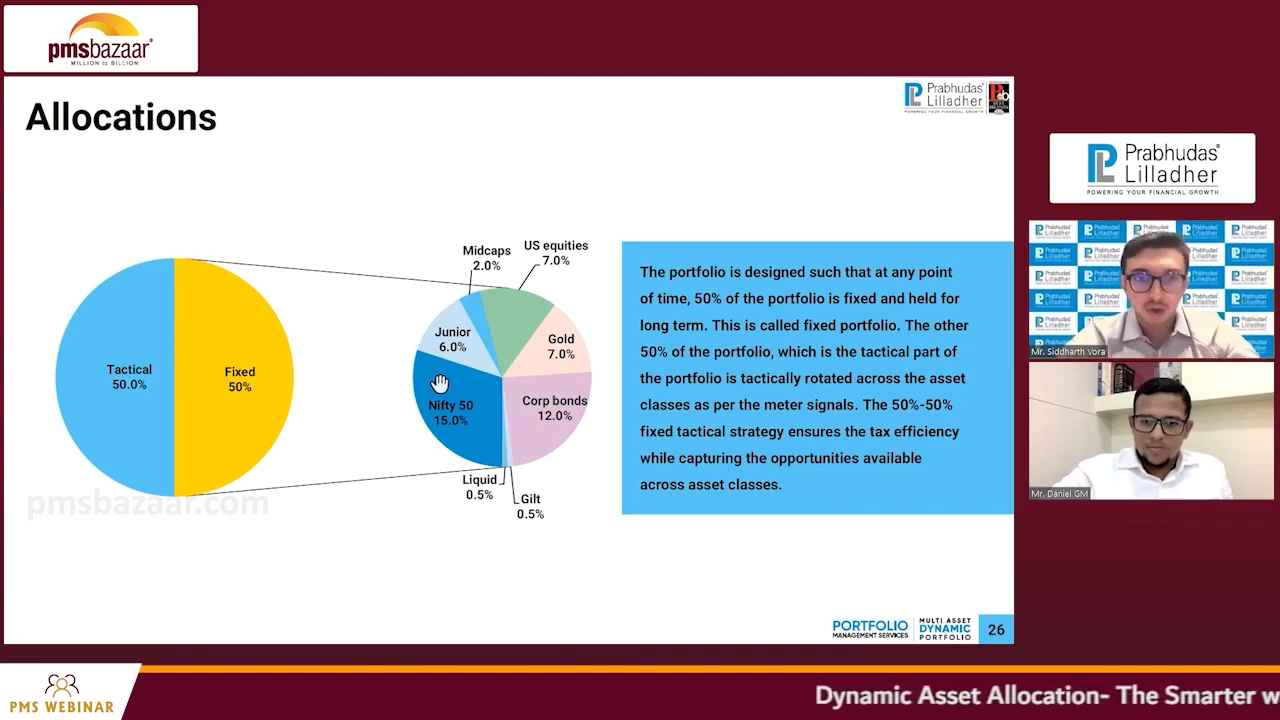 pmsbazaar
MILLION to BILLION
Allocations
Prabhudas
Lilladher
POWERING YOUR FINANCIAL GROWTH
Tactical
50.0%
Fixed
50%
Midcaps
2.0%
US equities
7.0%
Junior
6.0%
Gold
7.0%
Nifty 50
15.0%
Corp bonds
12.0%
Liquid
0.5%
Gilt
0.5%
The portfolio is designed such that at any point
of time, 50% of the portfolio is fixed and held for
long term. This is called fixed portfolio. The other
50% of the portfolio, which is the tactical part of
the portfolio is tactically rotated across the asset
classes as per the meter signals. The 50%-50%
fixed tactical strategy ensures the tax efficiency
while capturing the opportunities available
across asset classes.
pmsbazaar.com
PORTFOLIO
MANAGEMENT SERVICES
MULTI ASSET
DYNAMIC
PORTFOLIO
26
Prabhudas
Lilladher
POWERING YOUR FINANCIAL GROWTH
Prabhudas
Lilladher
Mr. Siddharth Vora
Mr. Daniel GM
PMS WEBINAR
Dynamic Asset Allocation- The Smarter w